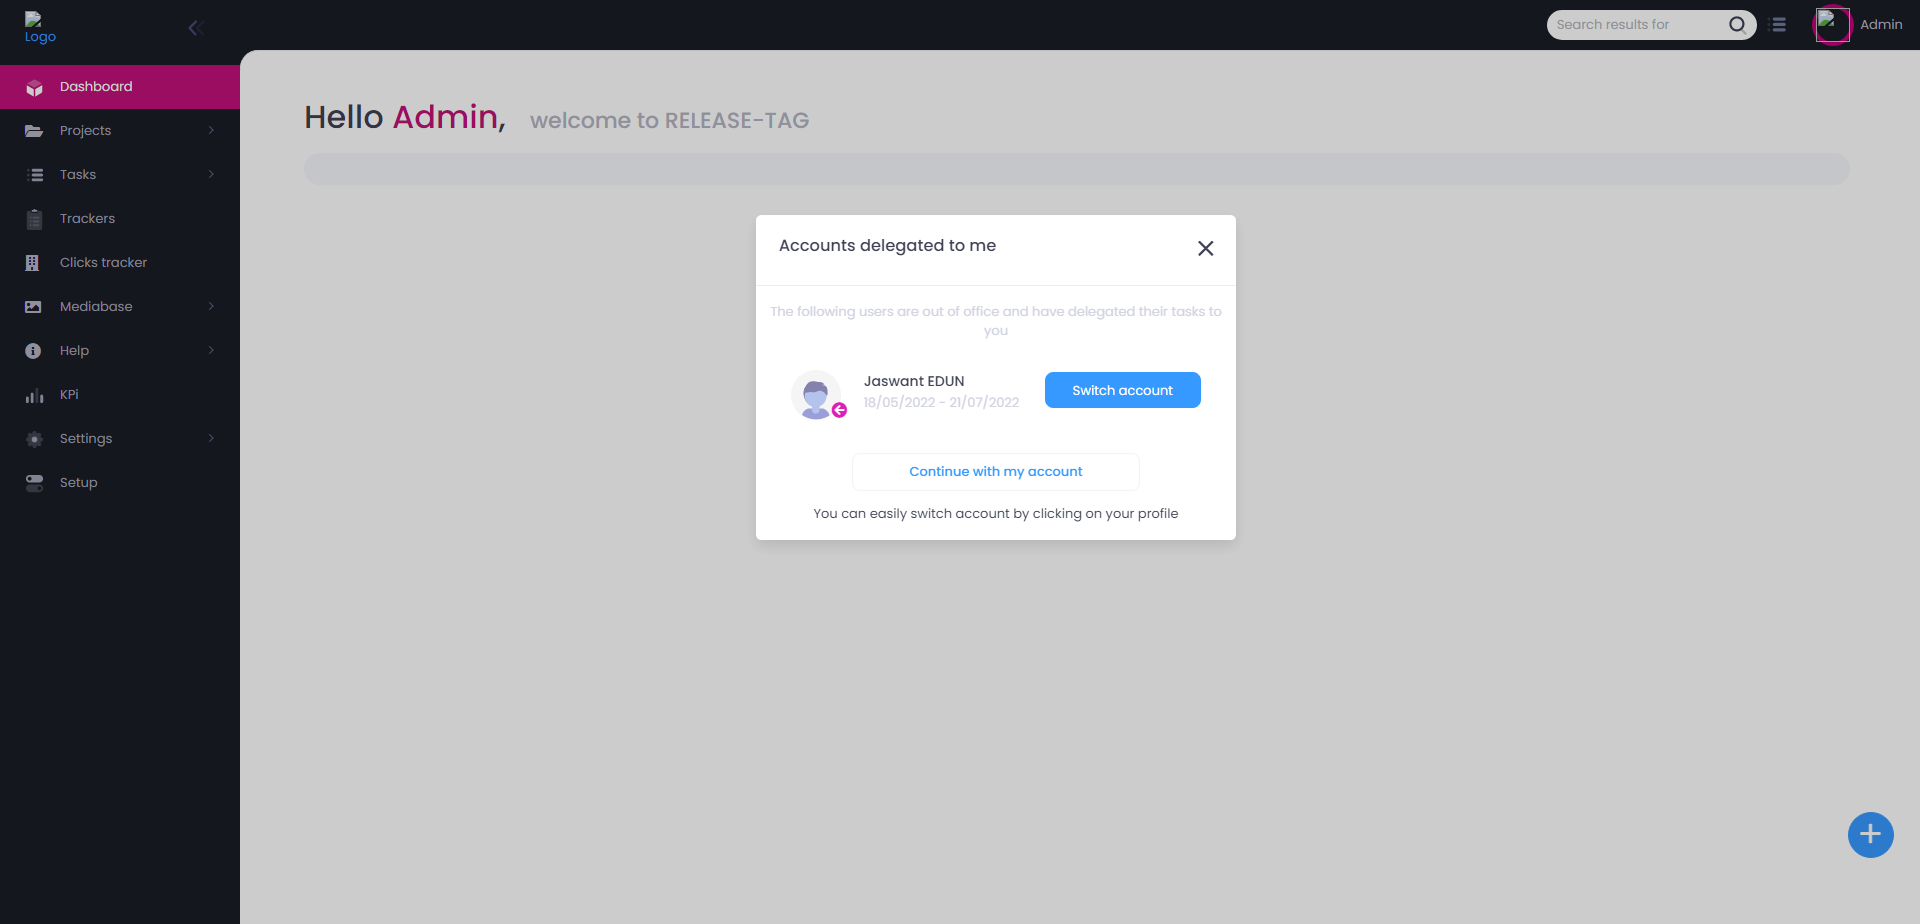 Logo
Search results for
Admin
Dashboard
Projects
Tasks
Trackers
Clicks tracker
Mediabase
Help
KPi
Settings
Setup
Hello Admin, welcome to RELEASE-TAG
Accounts delegated to me
The following users are out of office and have delegated their tasks to
you
Jaswant EDUN
18/05/2022 - 21/07/2022
Switch account
Continue with my account
You can easily switch account by clicking on your profile